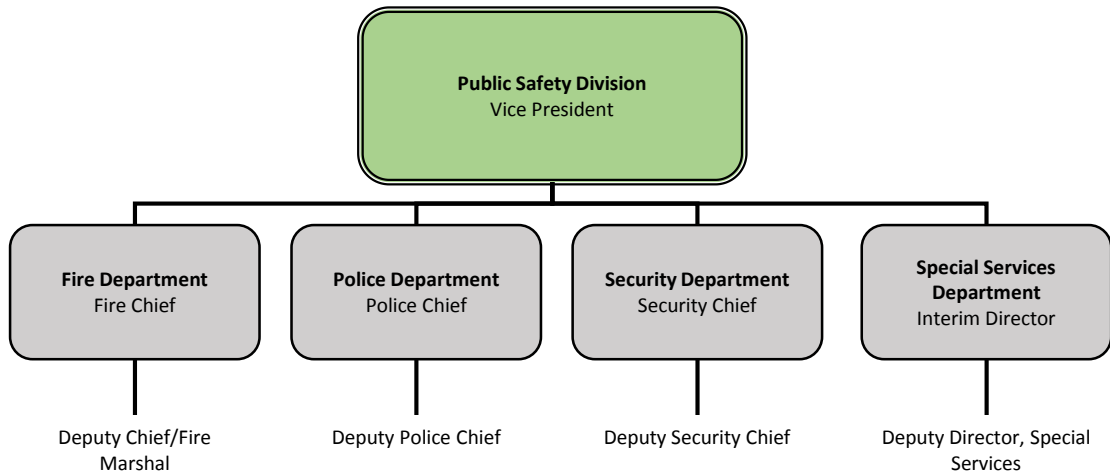 Public Safety Division
Vice President
Fire Department
Fire Chief
Police Department
Police Chief
Security Department
Security Chief
Special Services
Department
Interim Director
Deputy Chief/Fire
Marshal
Deputy Police Chief
Deputy Security Chief
Deputy Director, Special
Services